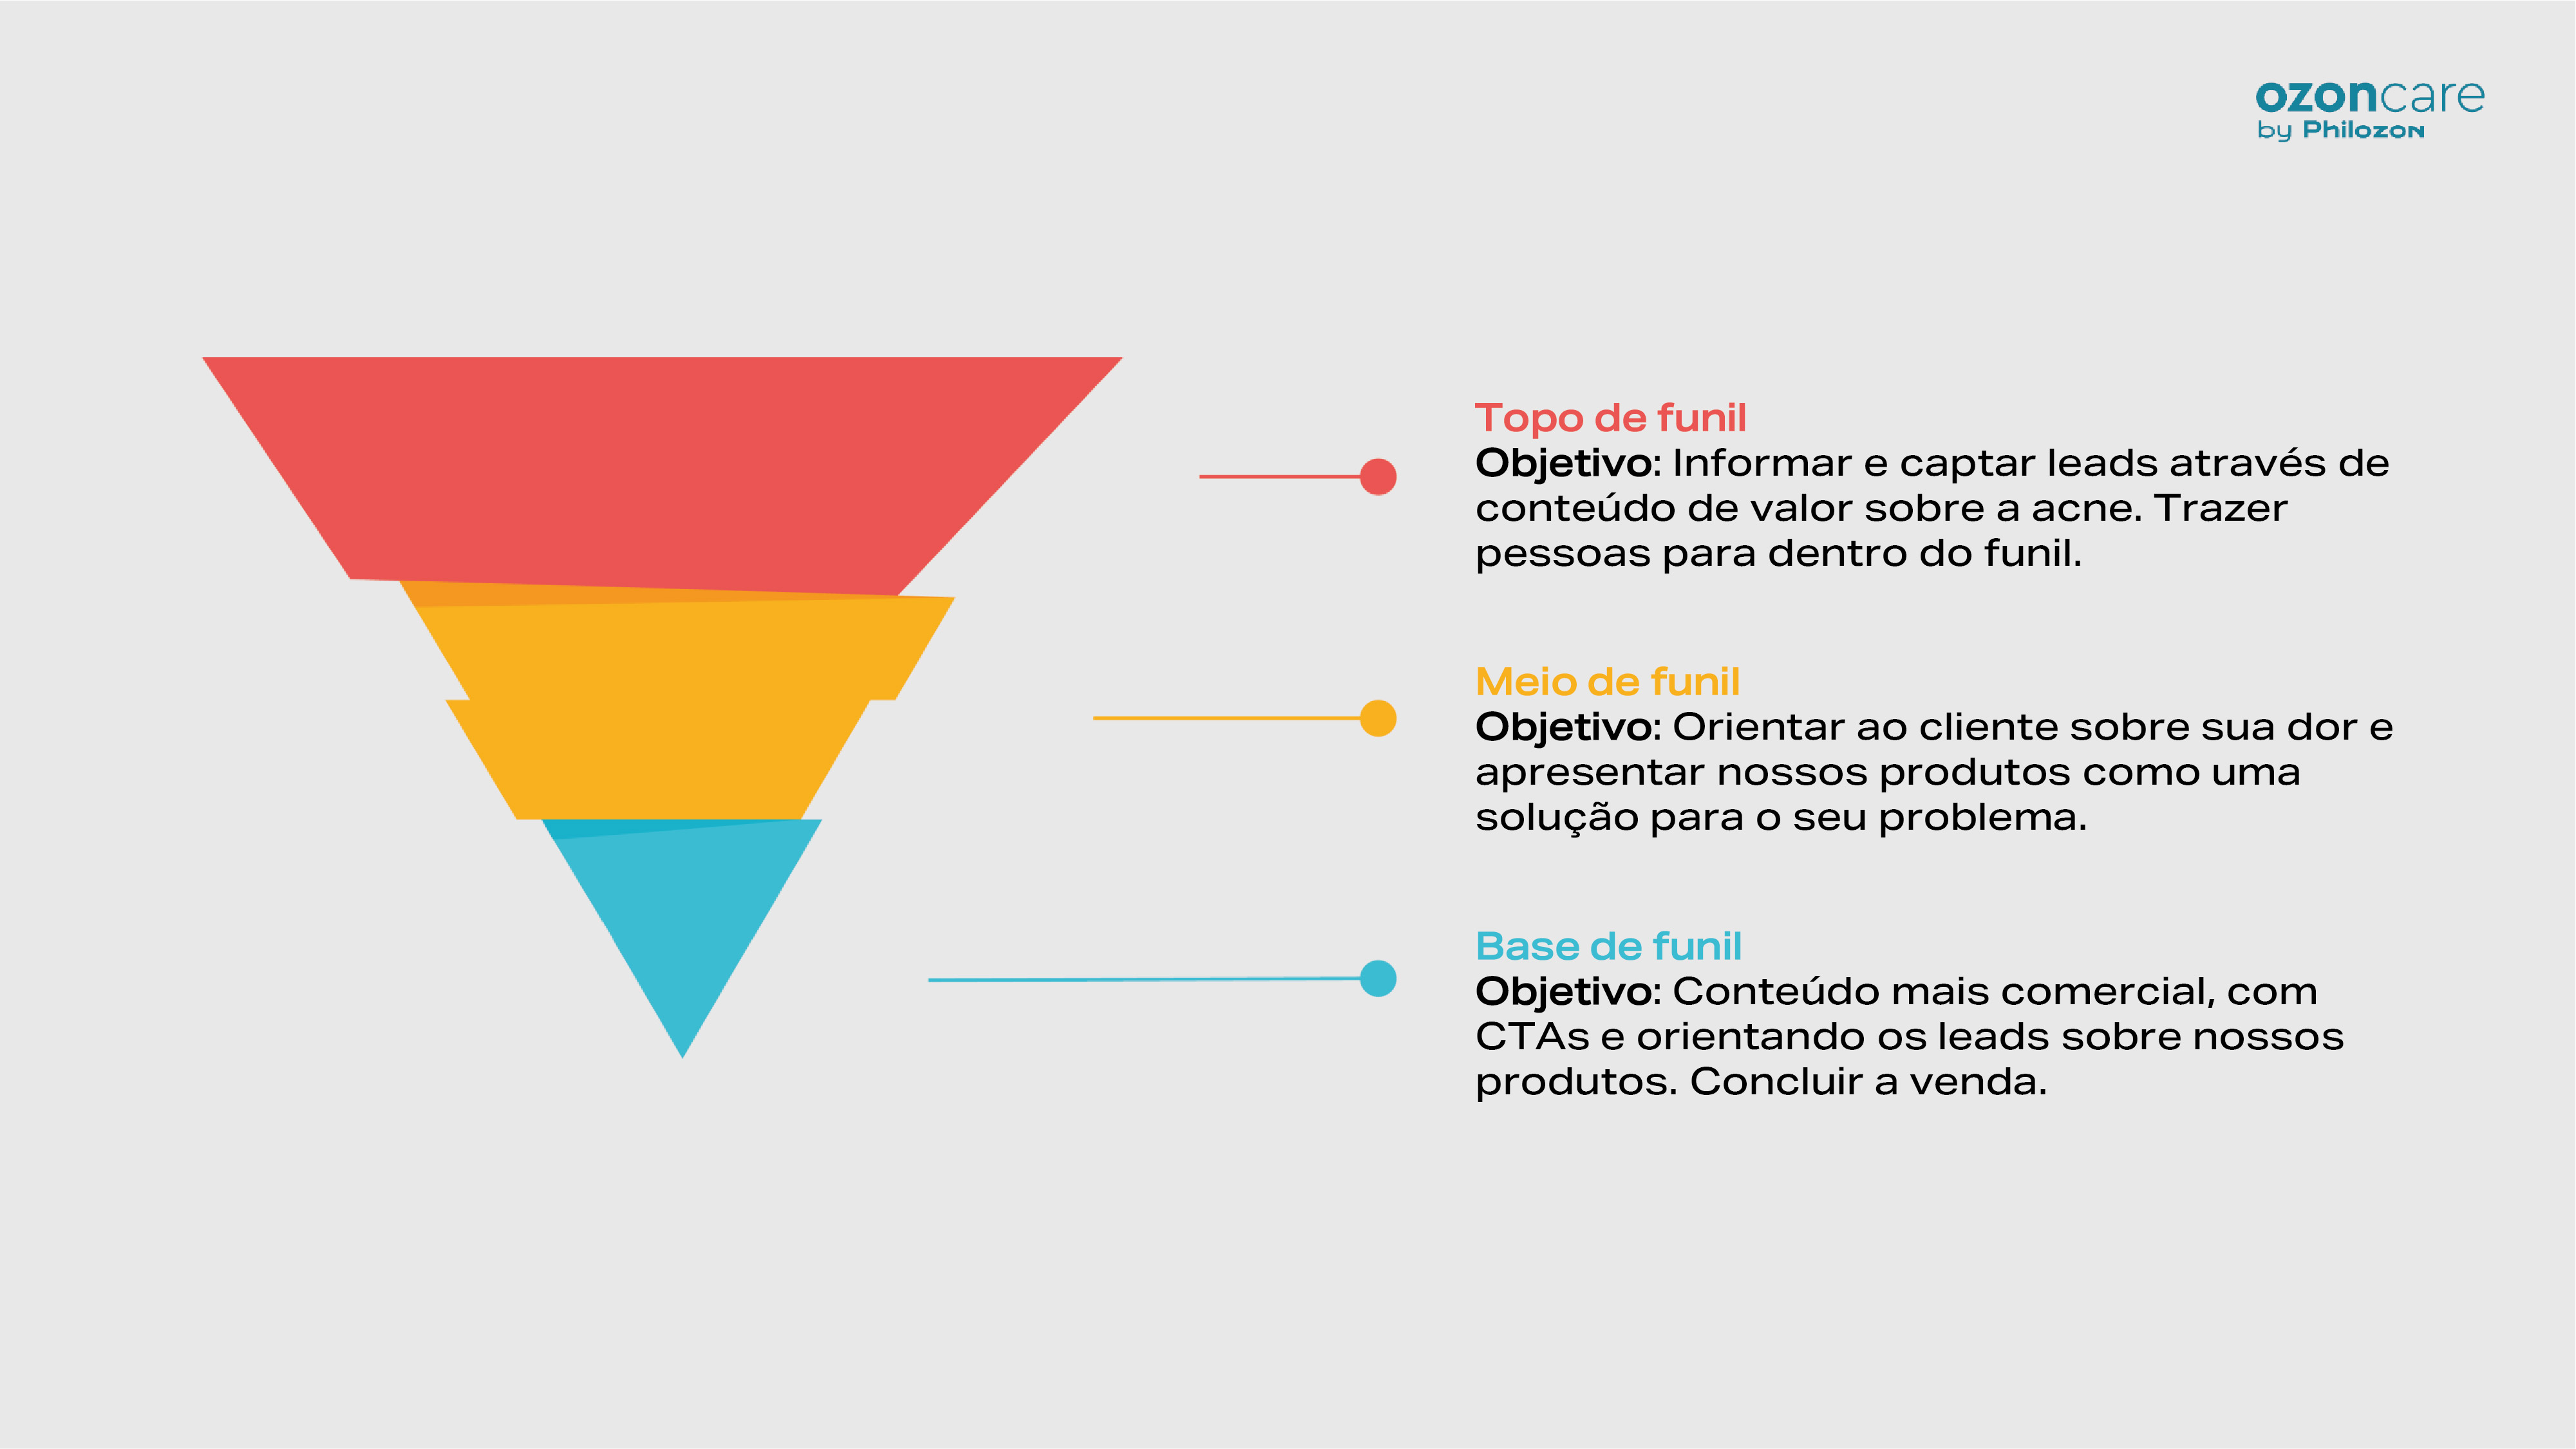 ozoncare
by Philozon
Topo de funil
Objetivo: Informar e captar leads através de
conteúdo de valor sobre a acne. Trazer
pessoas para dentro do funil.
Meio de funil
Objetivo: Orientar ao cliente sobre sua dor e
apresentar nossos produtos como uma
solução para o seu problema.
Base de funil
Objetivo: Conteúdo mais comercial, com
CTAs e orientando os leads sobre nossos
produtos. Concluir a venda.